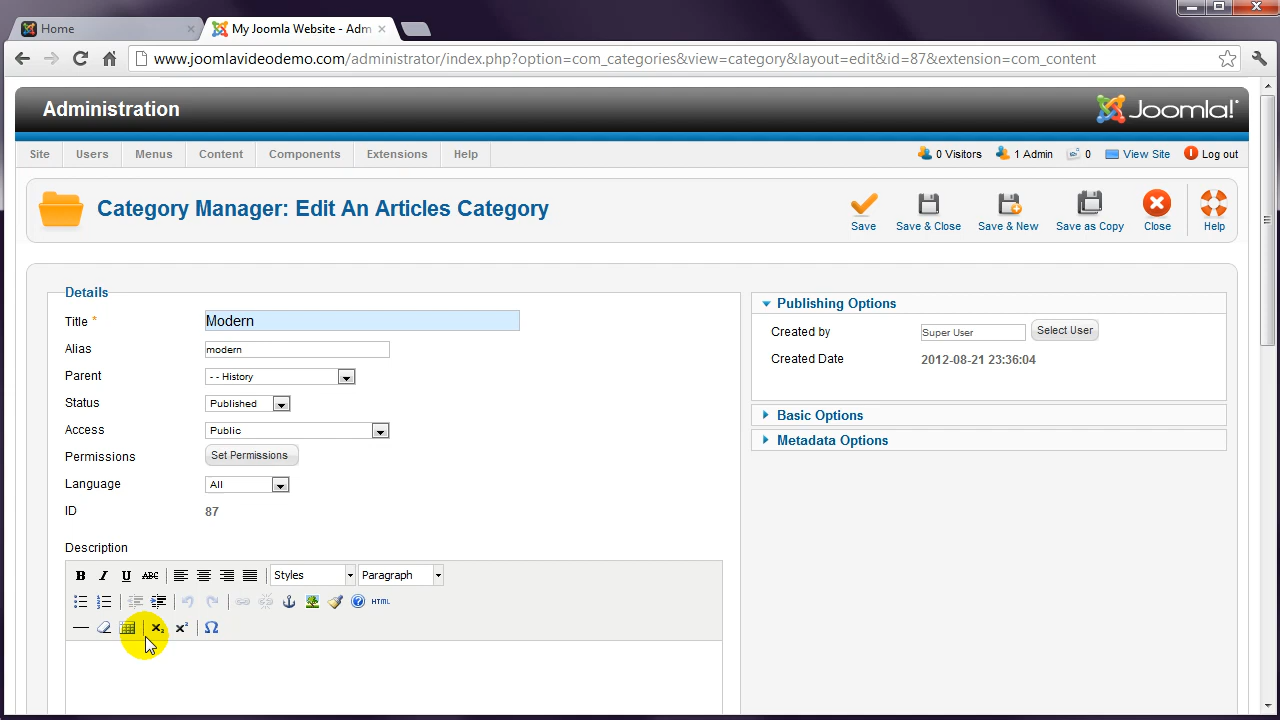 Home
My Joomla Website - Adm
www.joomlavideodemo.com/administrator/index.php?option=com_categories&view=category&layout=edit&id=87&extension=com_content
Administration
Joomla!
Site Users Menus Content Components Extensions Help
0 Visitors 1 Admin 0 View Site Log out
Category Manager: Edit An Articles Category
Save Save & Close Save & New Save as Copy Close Help
Details
Title * Modern
Alias modern
Parent - - History
Status Published
Access Public
Permissions Set Permissions
Language All
ID 87
Description
B I U ABC Styles Paragraph
HTML
X₂ X² Ω
Publishing Options
Created by Super User Select User
Created Date 2012-08-21 23:36:04
Basic Options
Metadata Options